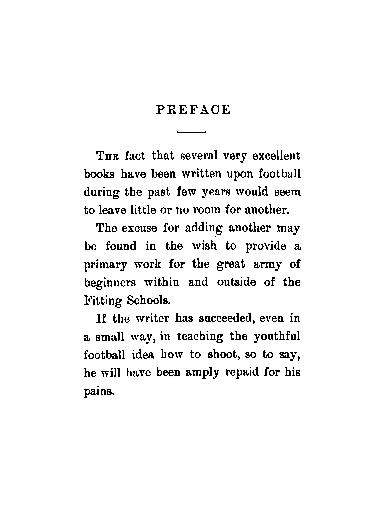 PREFACE
The fact that several very excellent
books have been written upon football
during the past few years would seem
to leave little or no room for another.
The excuse for adding another may
be found in the wish to provide a
primary work for the great army of
beginners within and outside of the
Fitting Schools.
If the writer has succeeded, even in
a small way, in teaching the youthful
football idea how to shoot, so to say,
he will have been amply repaid for his
pains.